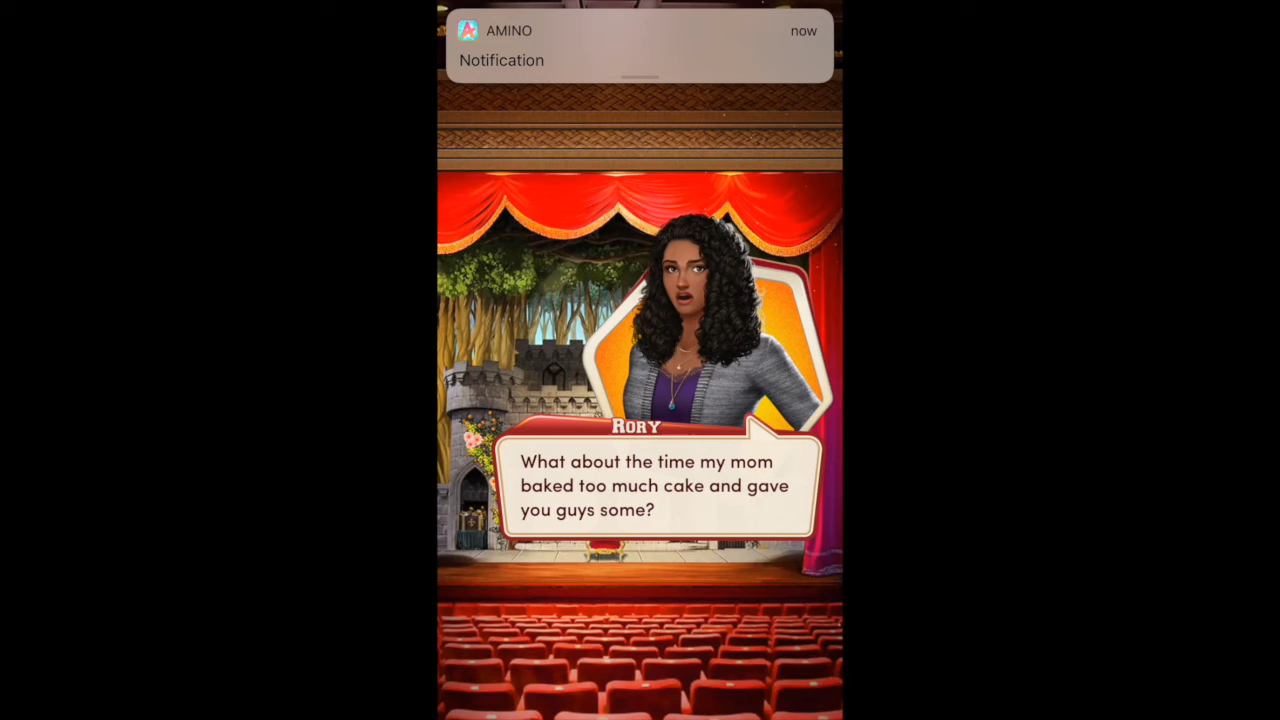 AMINO now
Notification
RORY
What about the time my mom
baked too much cake and gave
you guys some?